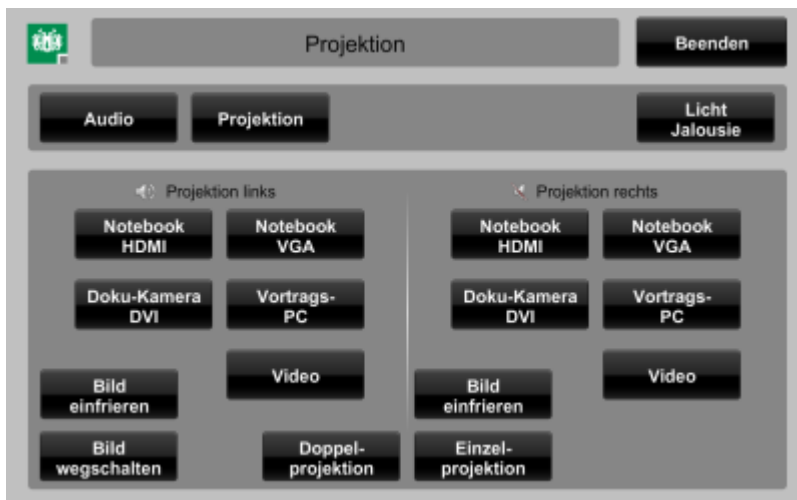 Projektion
Beenden
Audio
Projektion
Licht
Jalousie
Projektion links
Projektion rechts
Notebook
HDMI
Notebook
VGA
Notebook
HDMI
Notebook
VGA
Doku-Kamera
DVI
Vortrags-
PC
Doku-Kamera
DVI
Vortrags-
PC
Video
Video
Bild
einfrieren
Bild
einfrieren
Bild
wegschalten
Doppel-
projektion
Einzel-
projektion